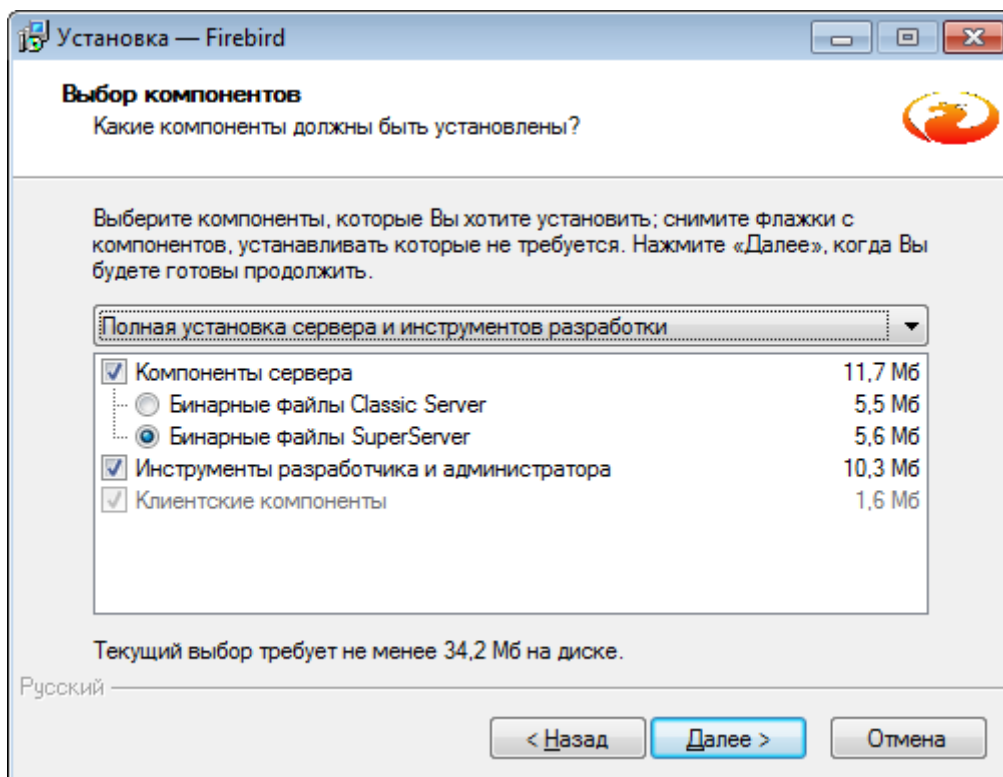 Установка — Firebird
Выбор компонентов
Какие компоненты должны быть установлены?
Выберите компоненты, которые Вы хотите установить; снимите флажки с
компонентов, устанавливать которые не требуется. Нажмите «Далее», когда Вы
будете готовы продолжить.
Полная установка сервера и инструментов разработки
Компоненты сервера 11,7 Мб
Бинарные файлы Classic Server 5,5 Мб
Бинарные файлы SuperServer 5,6 Мб
Инструменты разработчика и администратора 10,3 Мб
Клиентские компоненты 1,6 Мб
Текущий выбор требует не менее 34,2 Мб на диске.
Русский
< Назад Далее > Отмена